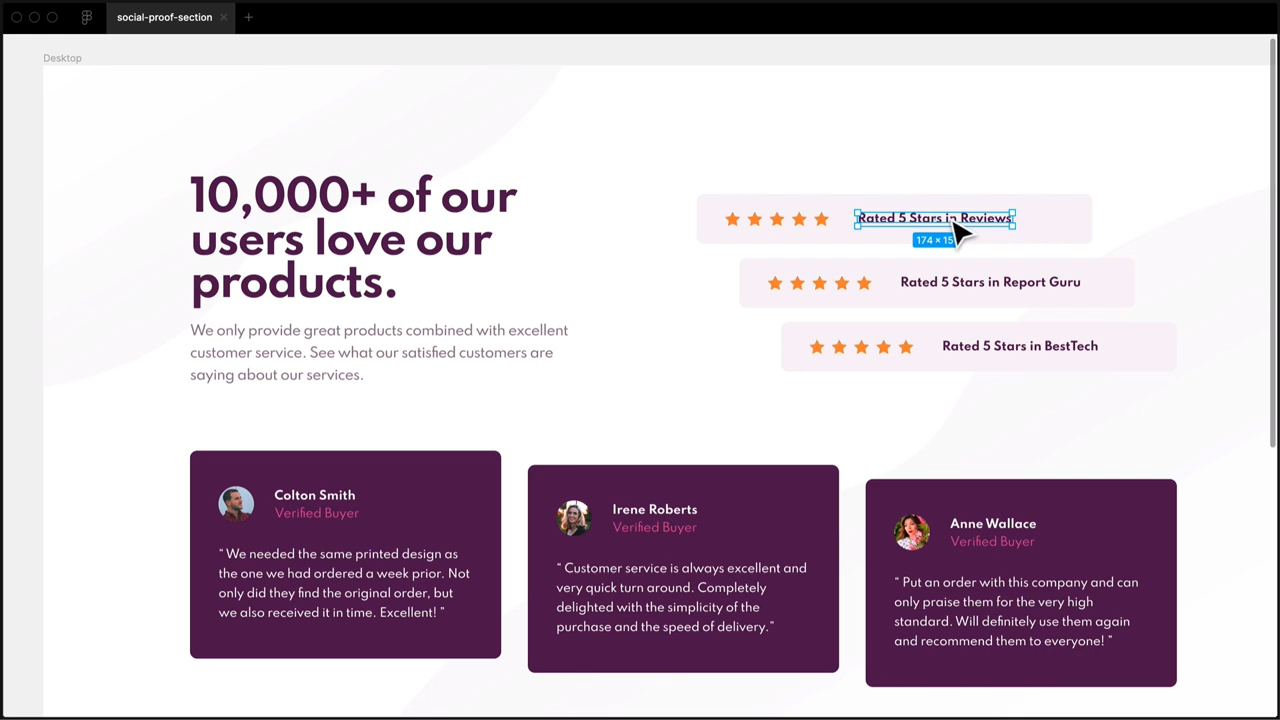 social-proof-section
Desktop
10,000+ of our
users love our
products.
We only provide great products combined with excellent
customer service. See what our satisfied customers are
saying about our services.
Rated 5 Stars in Reviews
174 × 15
Rated 5 Stars in Report Guru
Rated 5 Stars in BestTech
Colton Smith
Verified Buyer
“ We needed the same printed design as
the one we had ordered a week prior. Not
only did they find the original order, but
we also received it in time. Excellent! ”
Irene Roberts
Verified Buyer
“ Customer service is always excellent and
very quick turn around. Completely
delighted with the simplicity of the
purchase and the speed of delivery.”
Anne Wallace
Verified Buyer
“ Put an order with this company and can
only praise them for the very high
standard. Will definitely use them again
and recommend them to everyone! ”